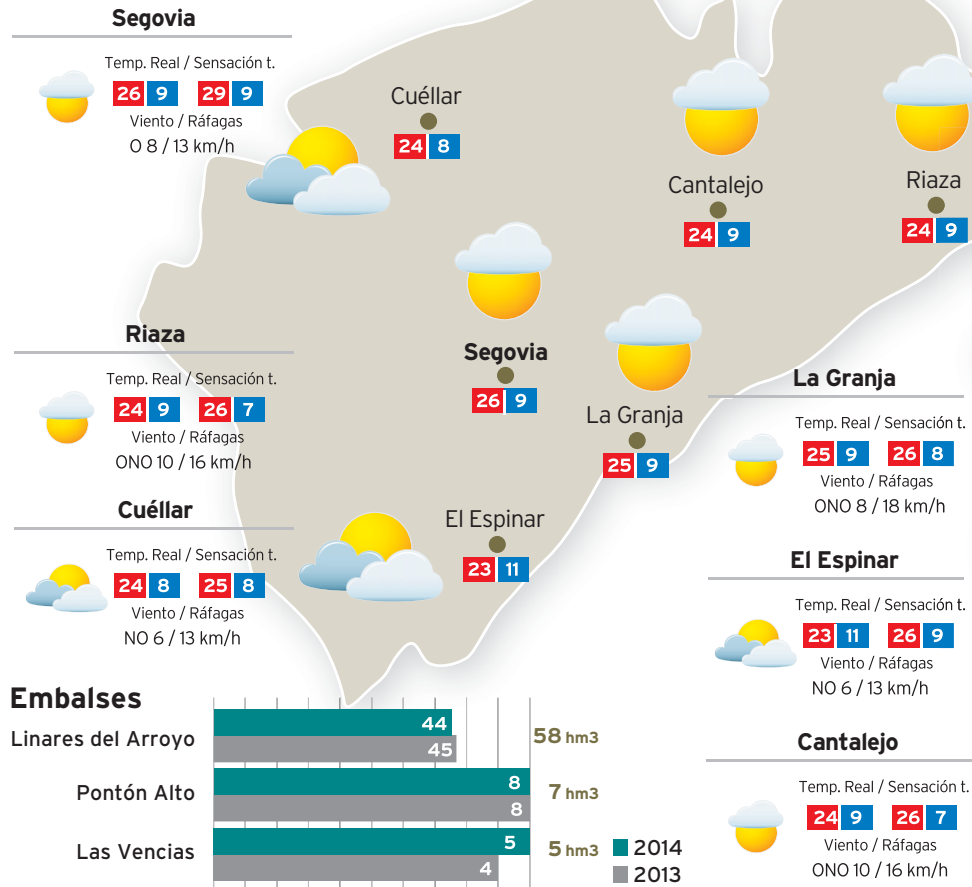 Segovia
Temp. Real / Sensación t.
26 9 29 9
Viento / Ráfagas
O 8 / 13 km/h
Cuéllar
24 8
Cantalejo
24 9
Riaza
24 9
Segovia
26 9
La Granja
25 9
El Espinar
23 11
Riaza
Temp. Real / Sensación t.
24 9 26 7
Viento / Ráfagas
ONO 10 / 16 km/h
Cuéllar
Temp. Real / Sensación t.
24 8 25 8
Viento / Ráfagas
NO 6 / 13 km/h
La Granja
Temp. Real / Sensación t.
25 9 26 8
Viento / Ráfagas
ONO 8 / 18 km/h
El Espinar
Temp. Real / Sensación t.
23 11 26 9
Viento / Ráfagas
NO 6 / 13 km/h
Cantalejo
Temp. Real / Sensación t.
24 9 26 7
Viento / Ráfagas
ONO 10 / 16 km/h
Embalses
Linares del Arroyo
44
45
58 hm3
Pontón Alto
8
8
7 hm3
Las Vencias
5
4
5 hm3
2014
2013